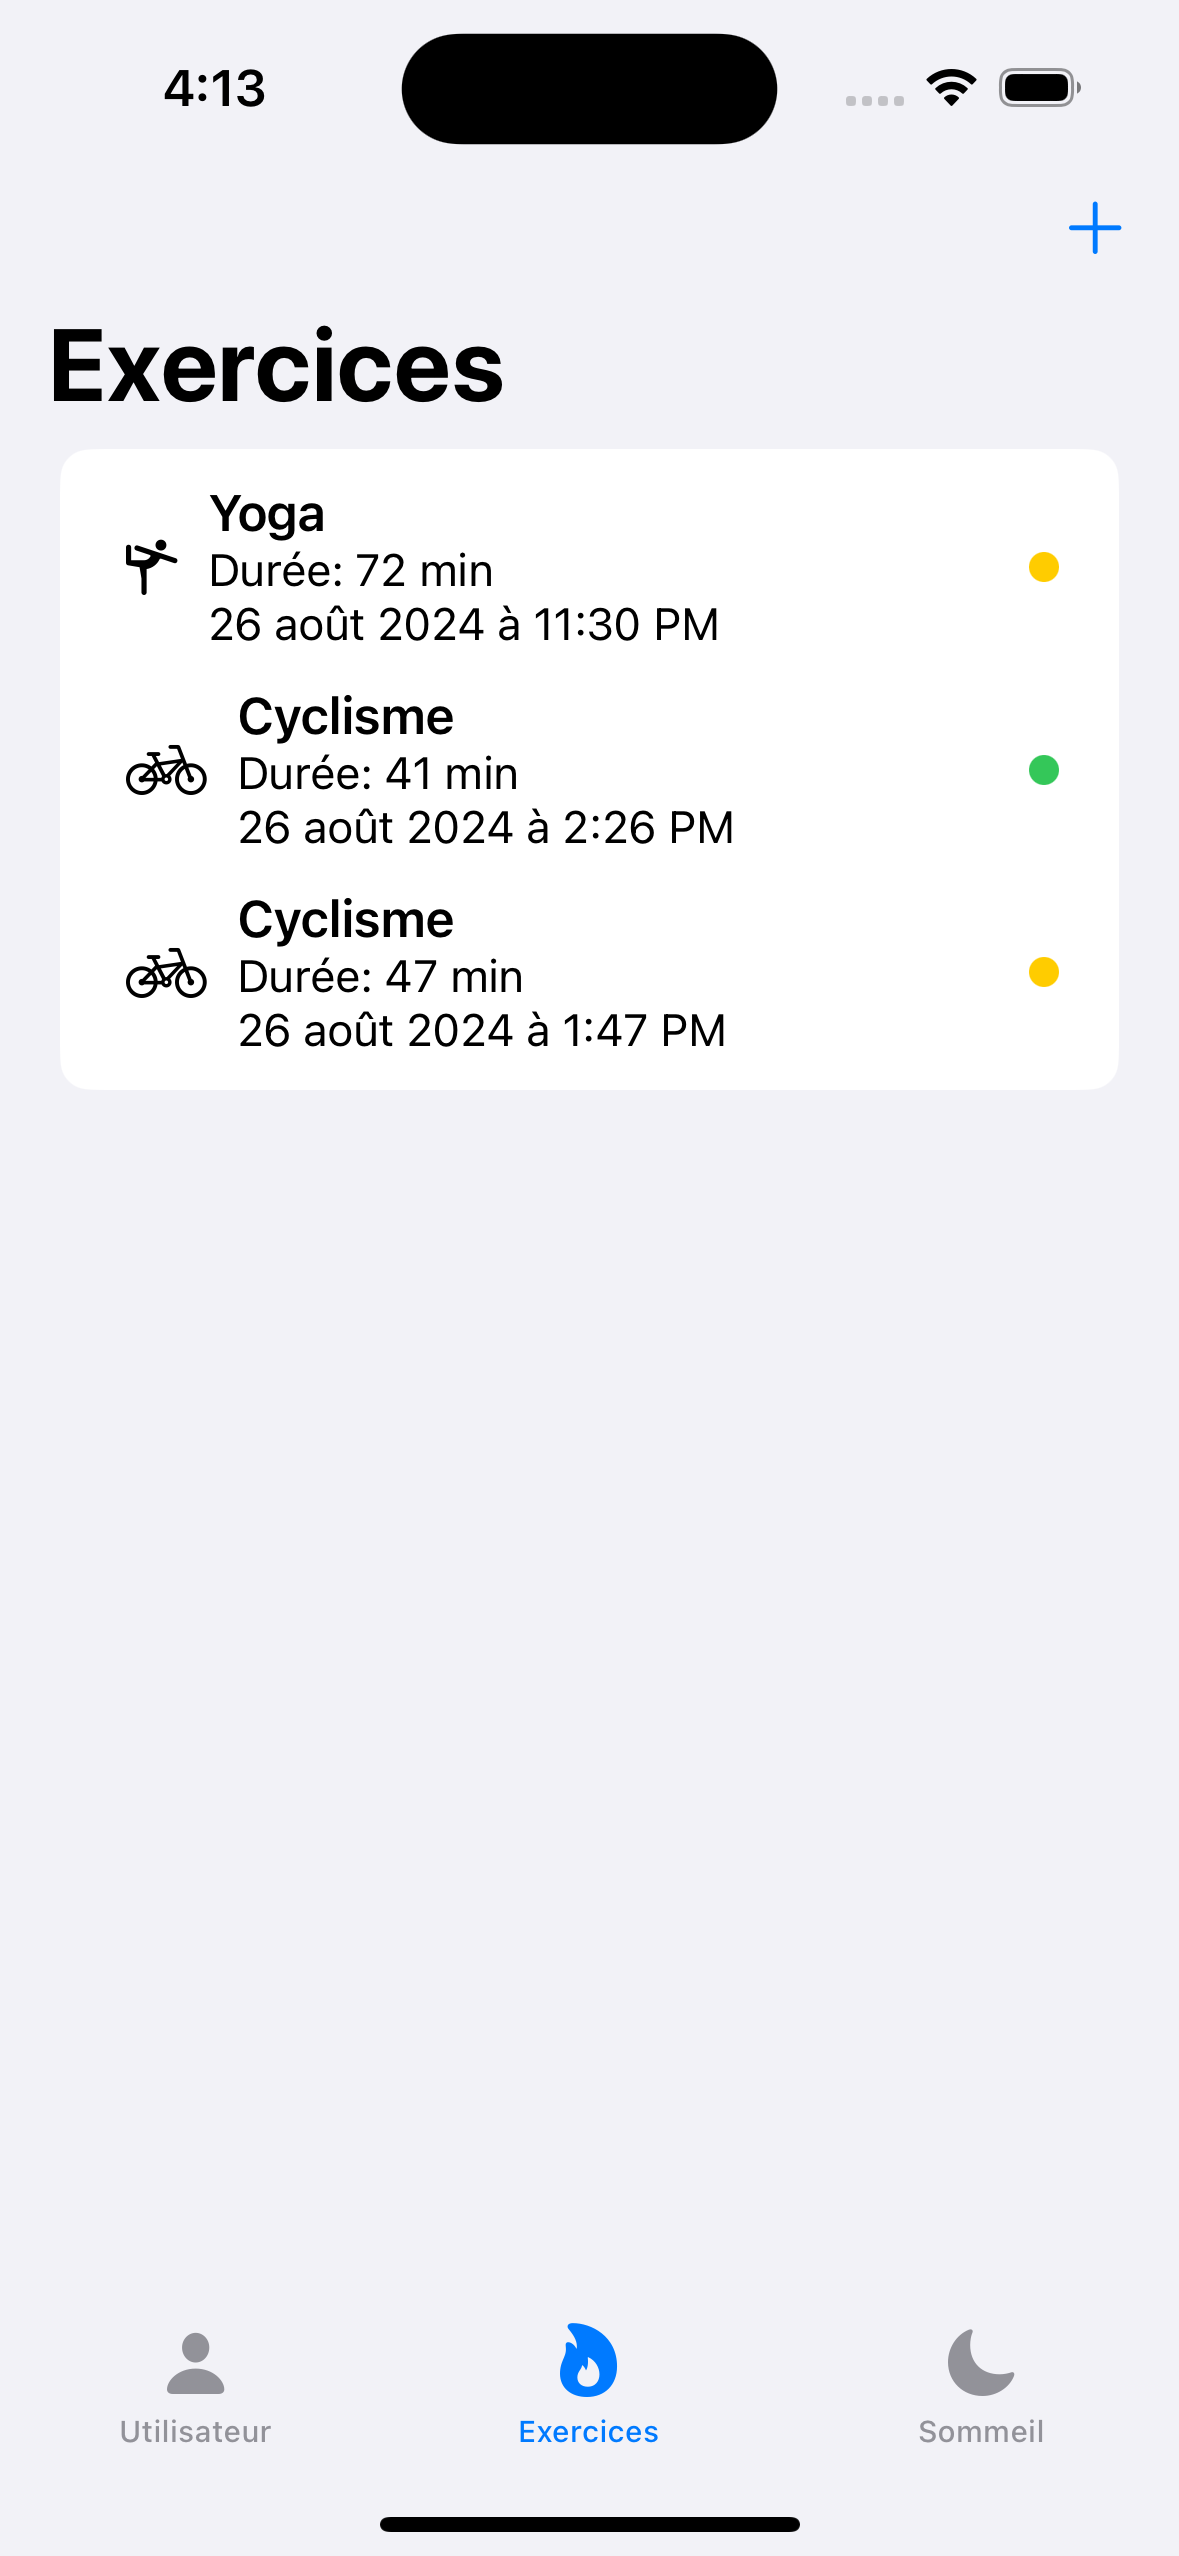 4:13
Exercices
Yoga
Durée: 72 min
26 août 2024 à 11:30 PM
Cyclisme
Durée: 41 min
26 août 2024 à 2:26 PM
Cyclisme
Durée: 47 min
26 août 2024 à 1:47 PM
Utilisateur
Exercices
Sommeil